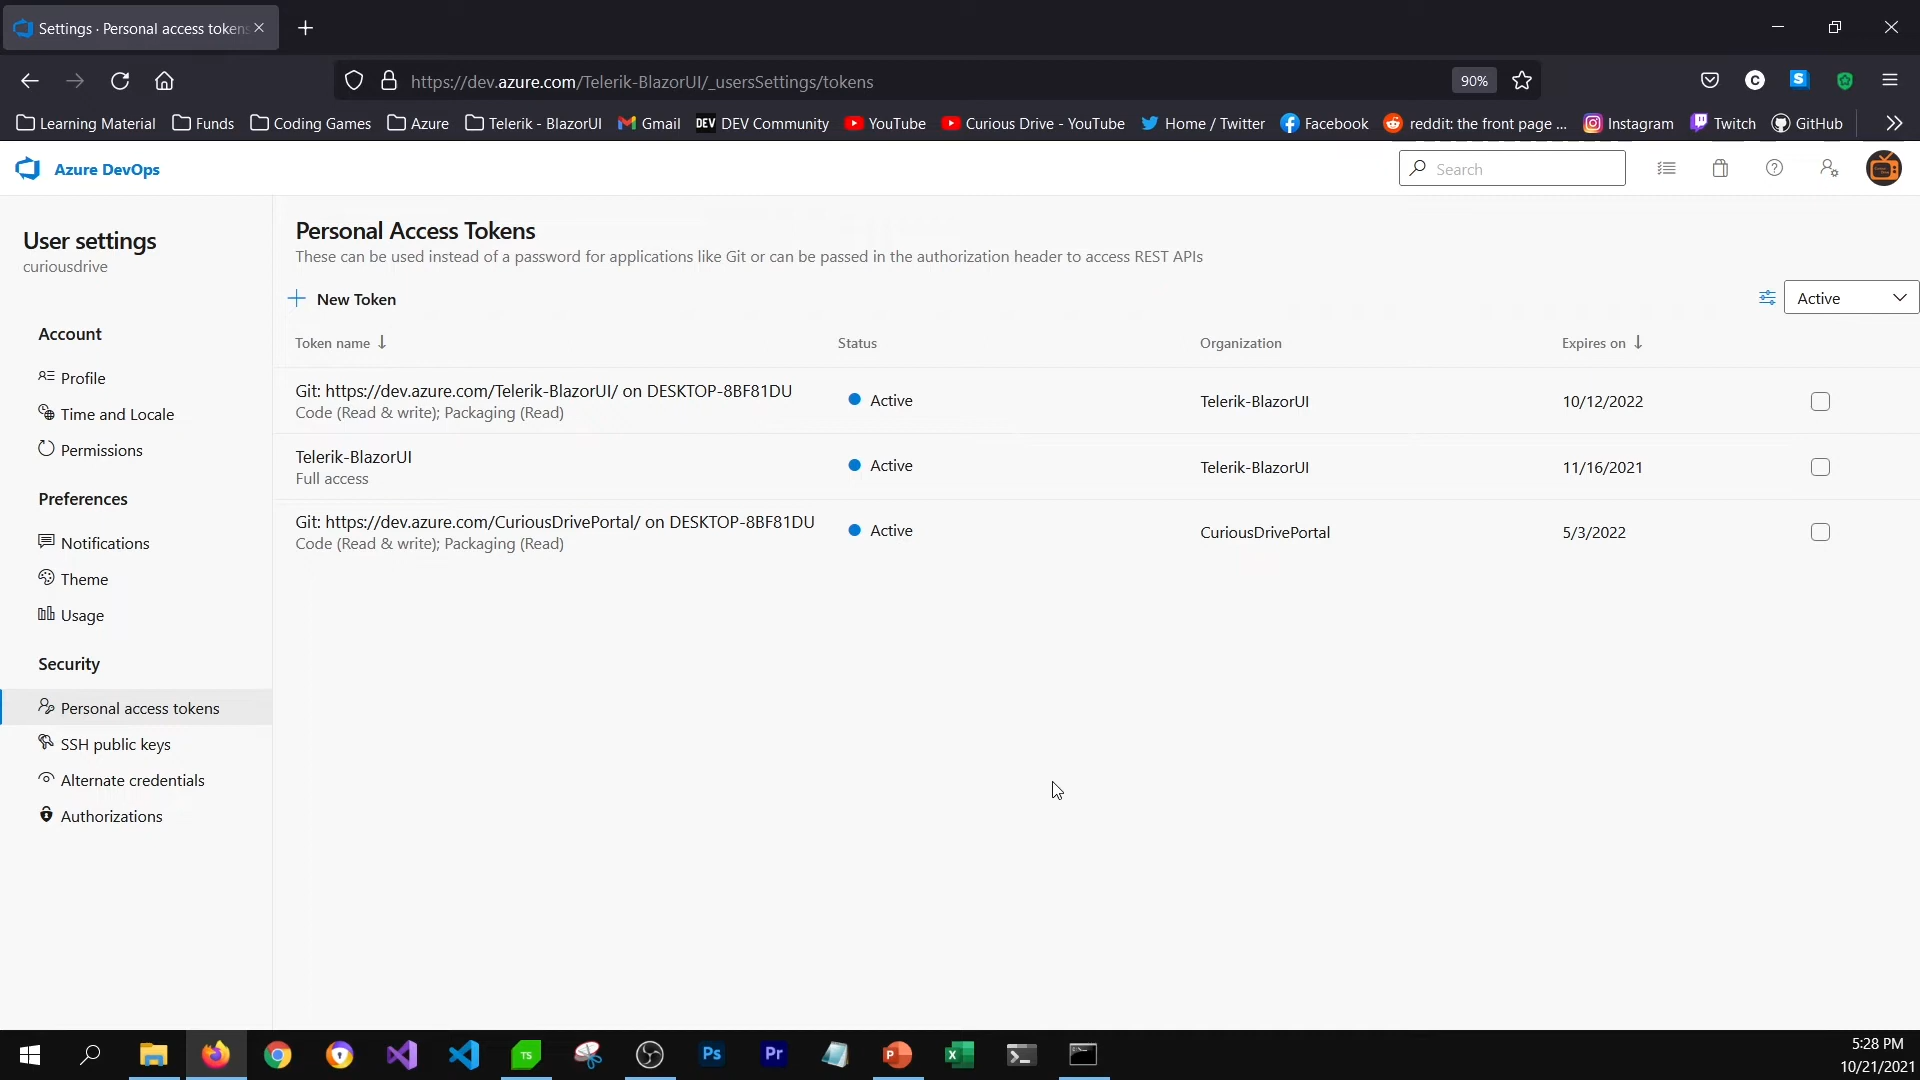 Settings · Personal access tokens
https://dev.azure.com/Telerik-BlazorUI/_usersSettings/tokens
90%
C
S
Learning Material
Funds
Coding Games
Azure
Telerik - BlazorUI
Gmail
DEV DEV Community
YouTube
Curious Drive - YouTube
Home / Twitter
Facebook
reddit: the front page ...
Instagram
Twitch
GitHub
Azure DevOps
Search
User settings
curiousdrive
Account
Profile
Time and Locale
Permissions
Preferences
Notifications
Theme
Usage
Security
Personal access tokens
SSH public keys
Alternate credentials
Authorizations
Personal Access Tokens
These can be used instead of a password for applications like Git or can be passed in the authorization header to access REST APIs
New Token
Active
Token name
Status
Organization
Expires on
Git: https://dev.azure.com/Telerik-BlazorUI/ on DESKTOP-8BF81DU
Code (Read & write); Packaging (Read)
Active
Telerik-BlazorUI
10/12/2022
Telerik-BlazorUI
Full access
Active
Telerik-BlazorUI
11/16/2021
Git: https://dev.azure.com/CuriousDrivePortal/ on DESKTOP-8BF81DU
Code (Read & write); Packaging (Read)
Active
CuriousDrivePortal
5/3/2022
TS
Ps
Pr
P
X
5:28 PM
10/21/2021